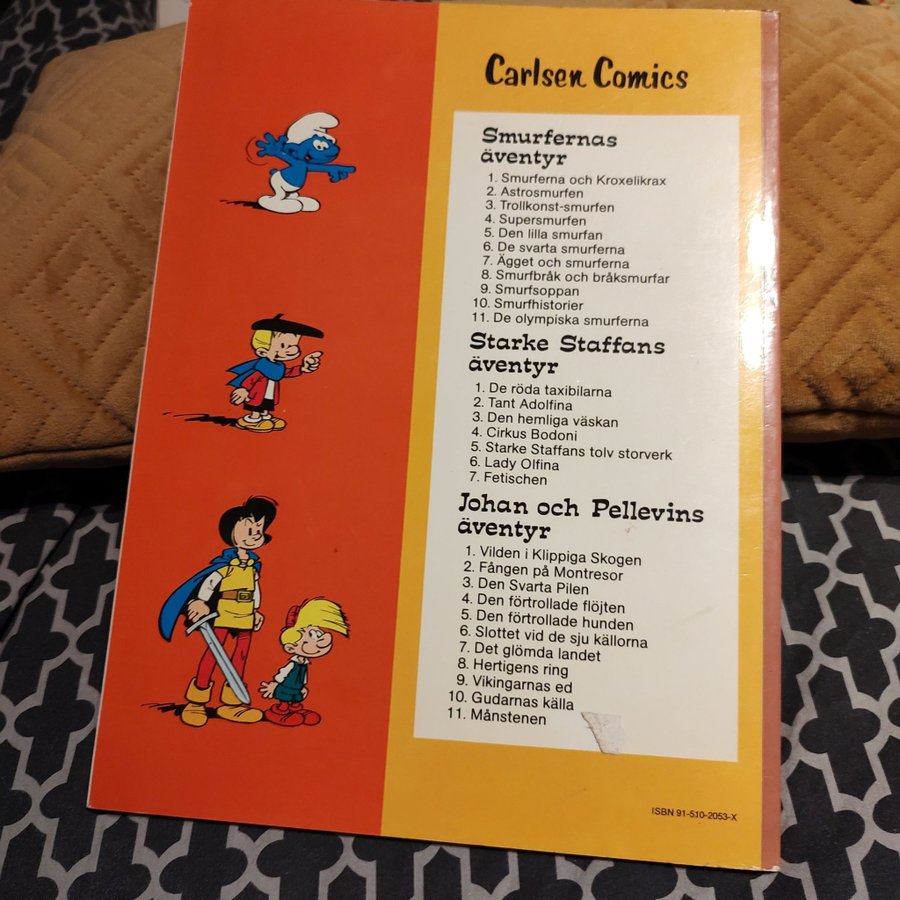 Carlsen Comics
Smurfernas
äventyr
1. Smurferna och Kroxelikrax
2. Astrosmurfen
3. Trollkonst-smurfen
4. Supersmurfen
5. Den lilla smurfan
6. De svarta smurferna
7. Ägget och smurferna
8. Smurfbråk och bråksmurfar
9. Smurfsoppan
10. Smurfhistorier
11. De olympiska smurferna
Starke Staffans
äventyr
1. De röda taxibilarna
2. Tant Adolfina
3. Den hemliga väskan
4. Cirkus Bodoni
5. Starke Staffans tolv storverk
6. Lady Olfina
7. Fetischen
Johan och Pellevins
äventyr
1. Vilden i Klippiga Skogen
2. Fången på Montresor
3. Den Svarta Pilen
4. Den förtrollade flöjten
5. Den förtrollade hunden
6. Slottet vid de sju källorna
7. Det glömda landet
8. Hertigens ring
9. Vikingarnas ed
10. Gudarnas källa
11. Månstenen
ISBN 91-510-2053-X